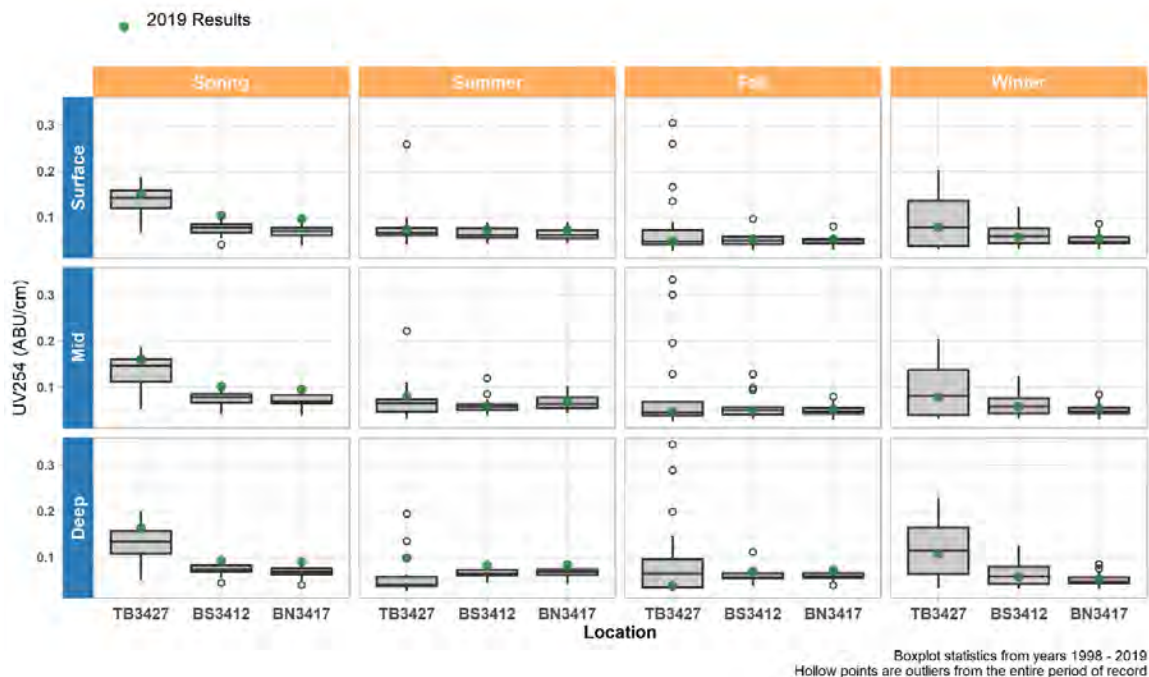 2019 Results
Spring Summer Fall Winter
Surface
0.3
0.2
0.1
Mid
0.3
0.2
0.1
Deep
0.3
0.2
0.1
UV254 (ABU/cm)
TB3427 BS3412 BN3417 TB3427 BS3412 BN3417 TB3427 BS3412 BN3417 TB3427 BS3412 BN3417
Location
Boxplot statistics from years 1998 - 2019
Hollow points are outliers from the entire period of record